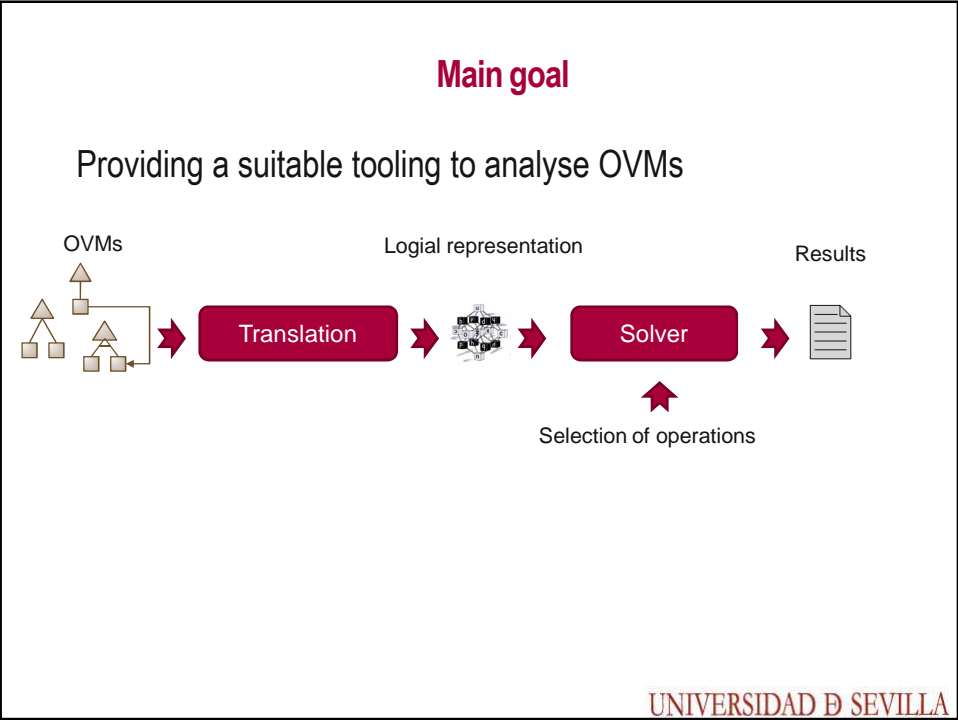 Main goal
Providing a suitable tooling to analyse OVMs
OVMs
Logial representation
Results
Translation
Solver
Selection of operations
UNIVERSIDAD Ð SEVILLA